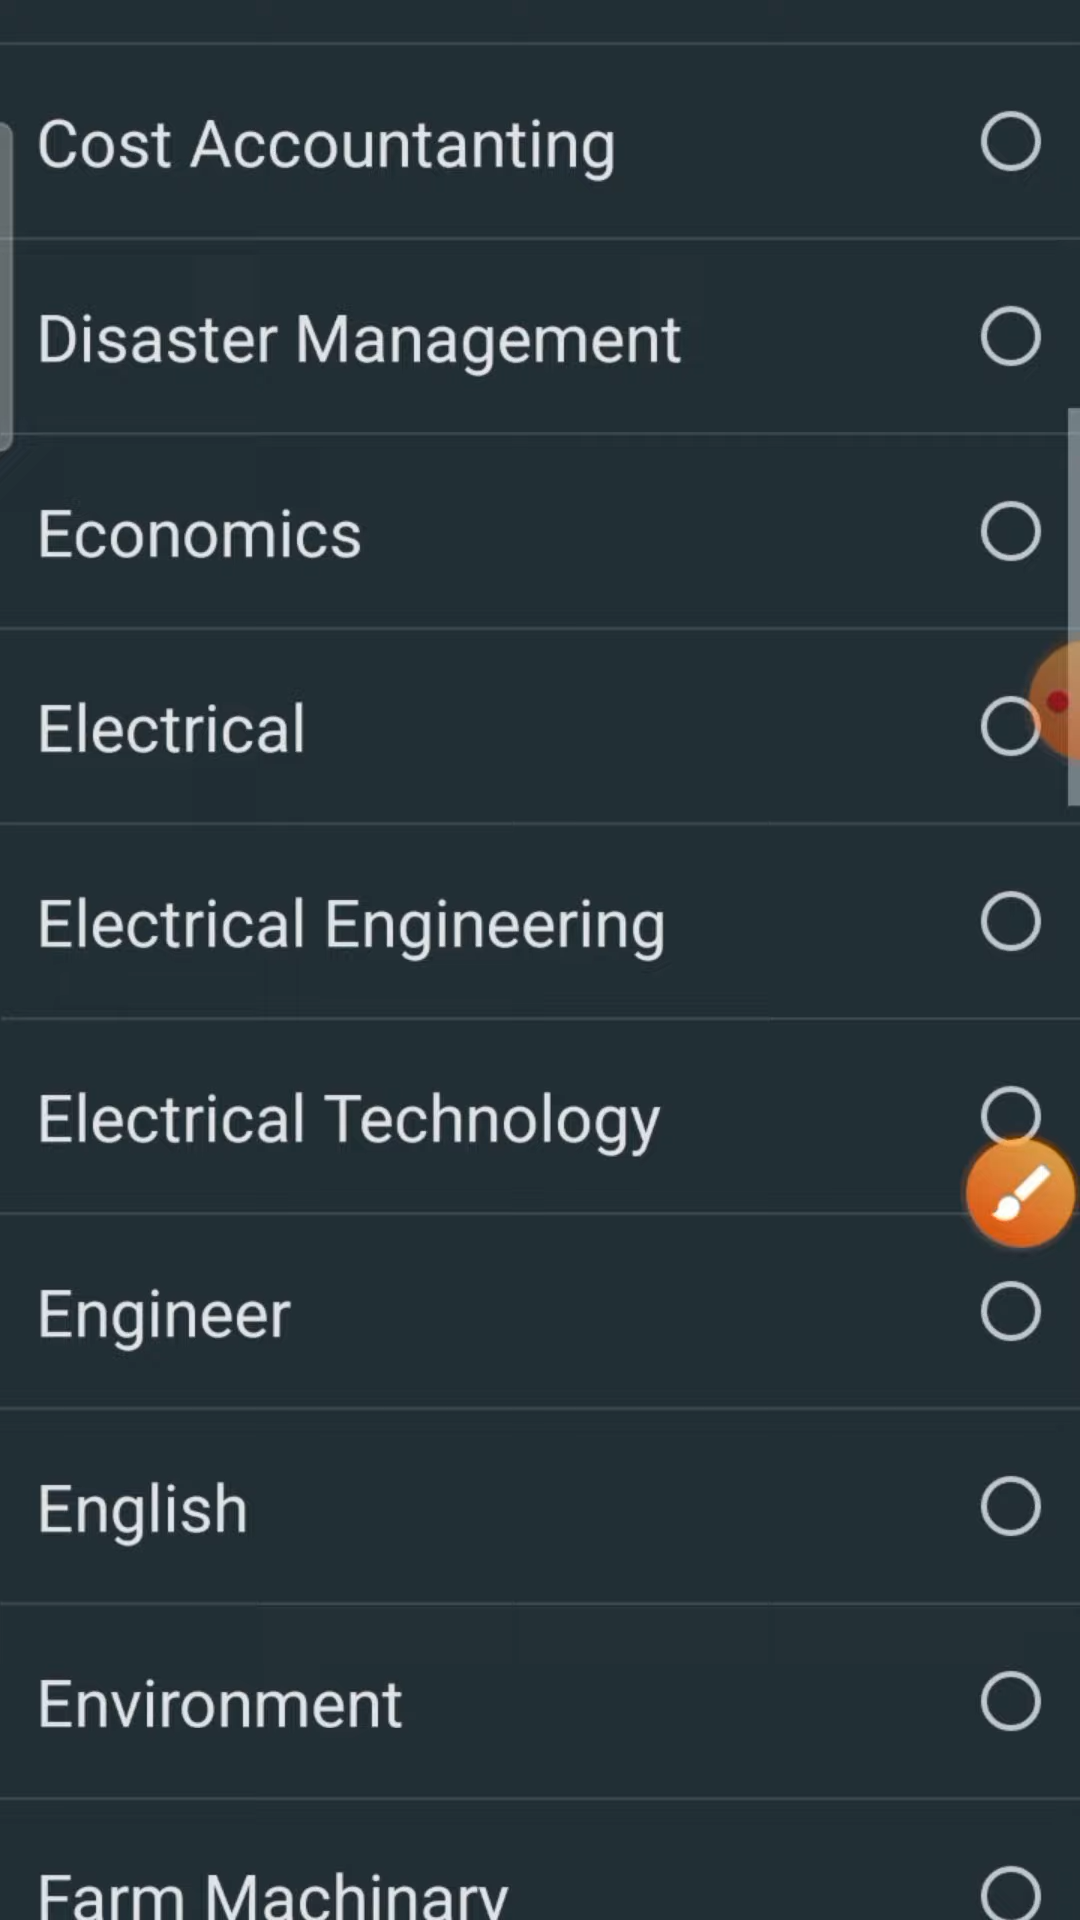 Cost Accountanting
Disaster Management
Economics
Electrical
Electrical Engineering
Electrical Technology
Engineer
English
Environment
Farm Machinary